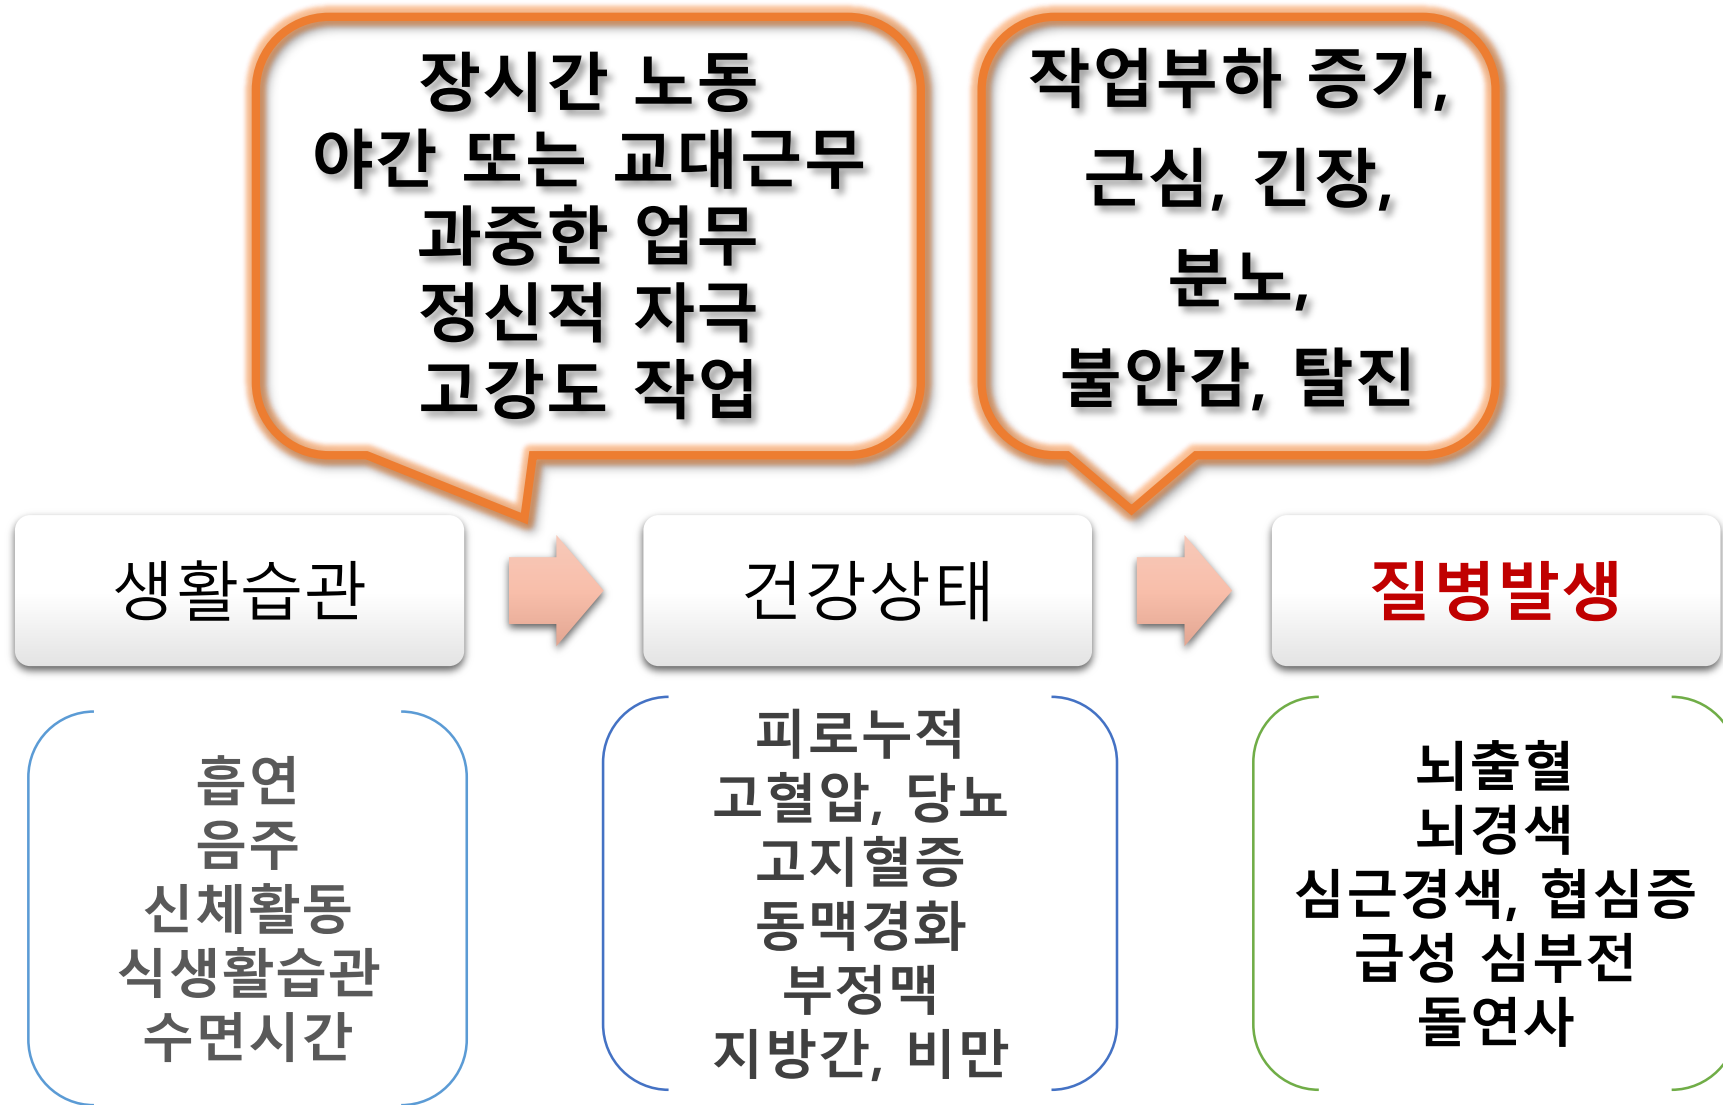 장시간 노동
야간 또는 교대근무
과중한 업무
정신적 자극
고강도 작업
작업부하 증가,
근심, 긴장,
분노,
불안감, 탈진
생활습관
건강상태
질병발생
흡연
음주
신체활동
식생활습관
수면시간
피로누적
고혈압, 당뇨
고지혈증
동맥경화
부정맥
지방간, 비만
뇌출혈
뇌경색
심근경색, 협심증
급성 심부전
돌연사